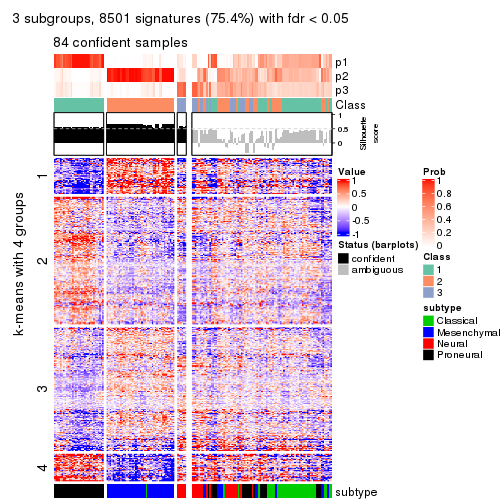 3 subgroups, 8501 signatures (75.4%) with fdr < 0.05
84 confident samples
p1
p2
p3
Class
1
0.5
0
Silhouette
score
k-means with 4 groups
1
2
3
4
subtype
Value
1
0.5
0
-0.5
-1
Status (barplots)
confident
ambiguous
Prob
1
0.8
0.6
0.4
0.2
0
Class
1
2
3
subtype
Classical
Mesenchymal
Neural
Proneural